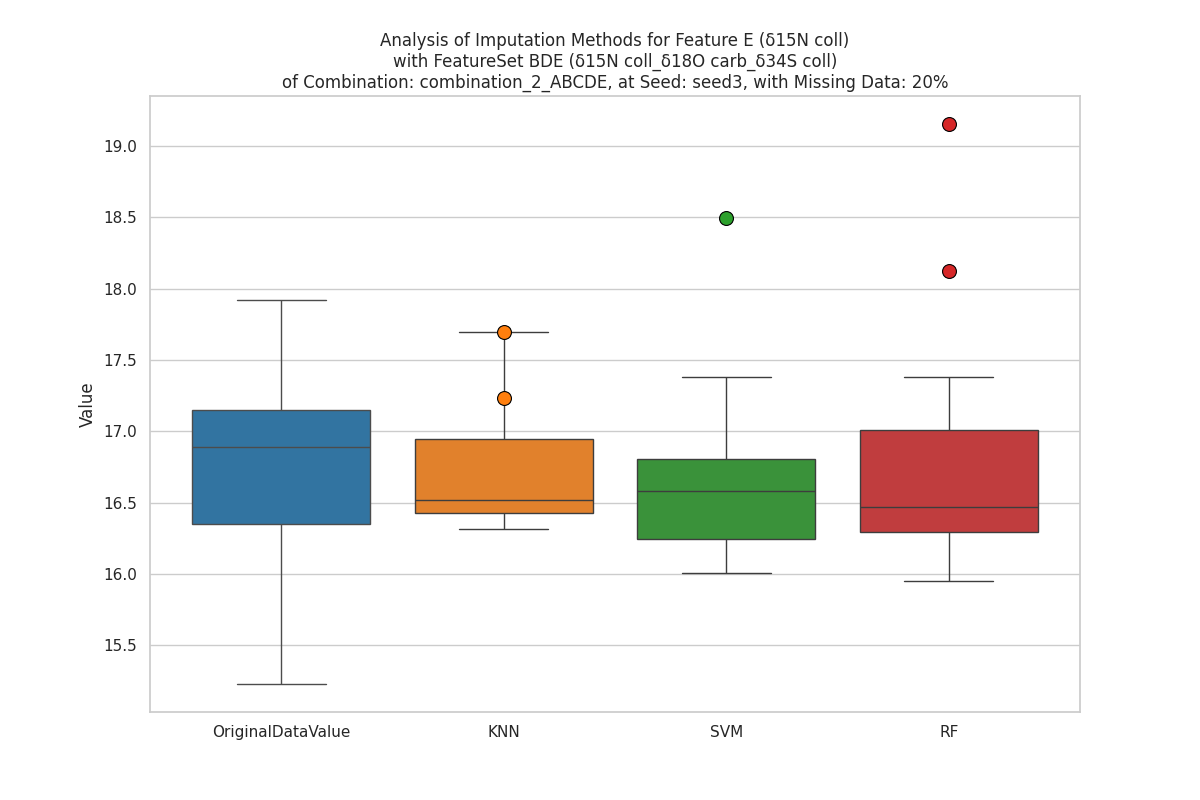 Analysis of Imputation Methods for Feature E (δ15N coll)
with FeatureSet BDE (δ15N coll_δ18O carb_δ34S coll)
of Combination: combination_2_ABCDE, at Seed: seed3, with Missing Data: 20%
19.0
18.5
18.0
17.5
17.0
16.5
16.0
15.5
Value
OriginalDataValue KNN SVM RF